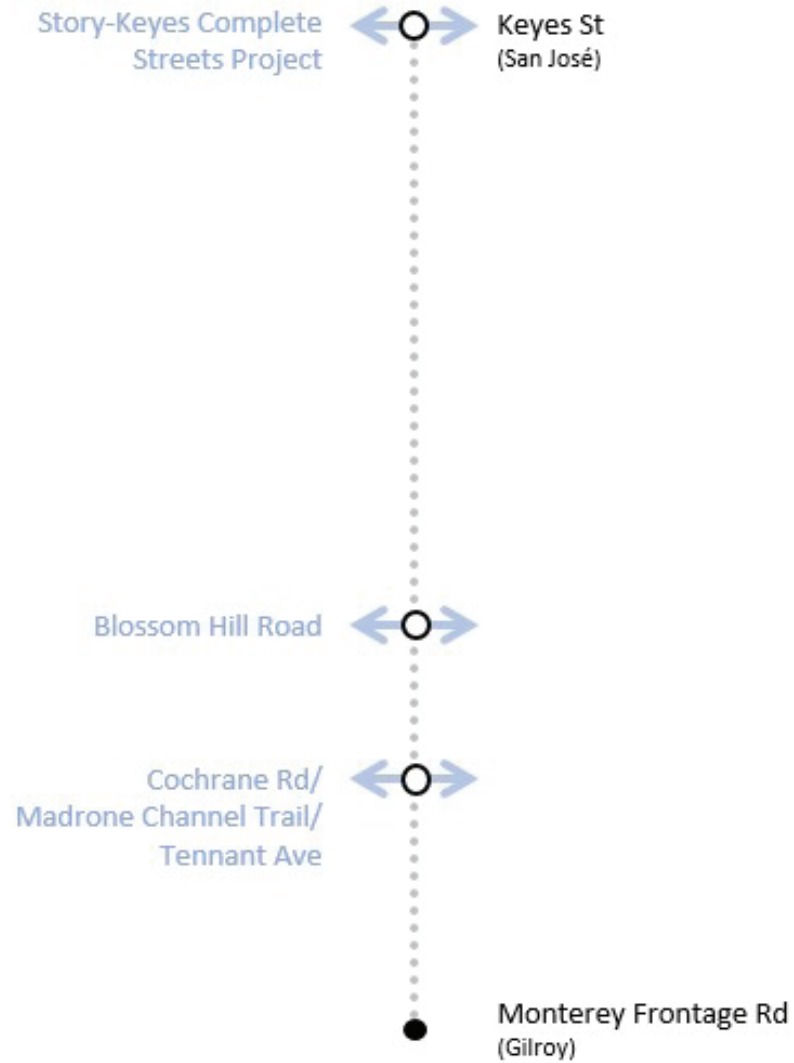 Story-Keyes Complete
Streets Project
Keyes St
(San José)
Blossom Hill Road
Cochrane Rd/
Madrone Channel Trail/
Tennant Ave
Monterey Frontage Rd
(Gilroy)